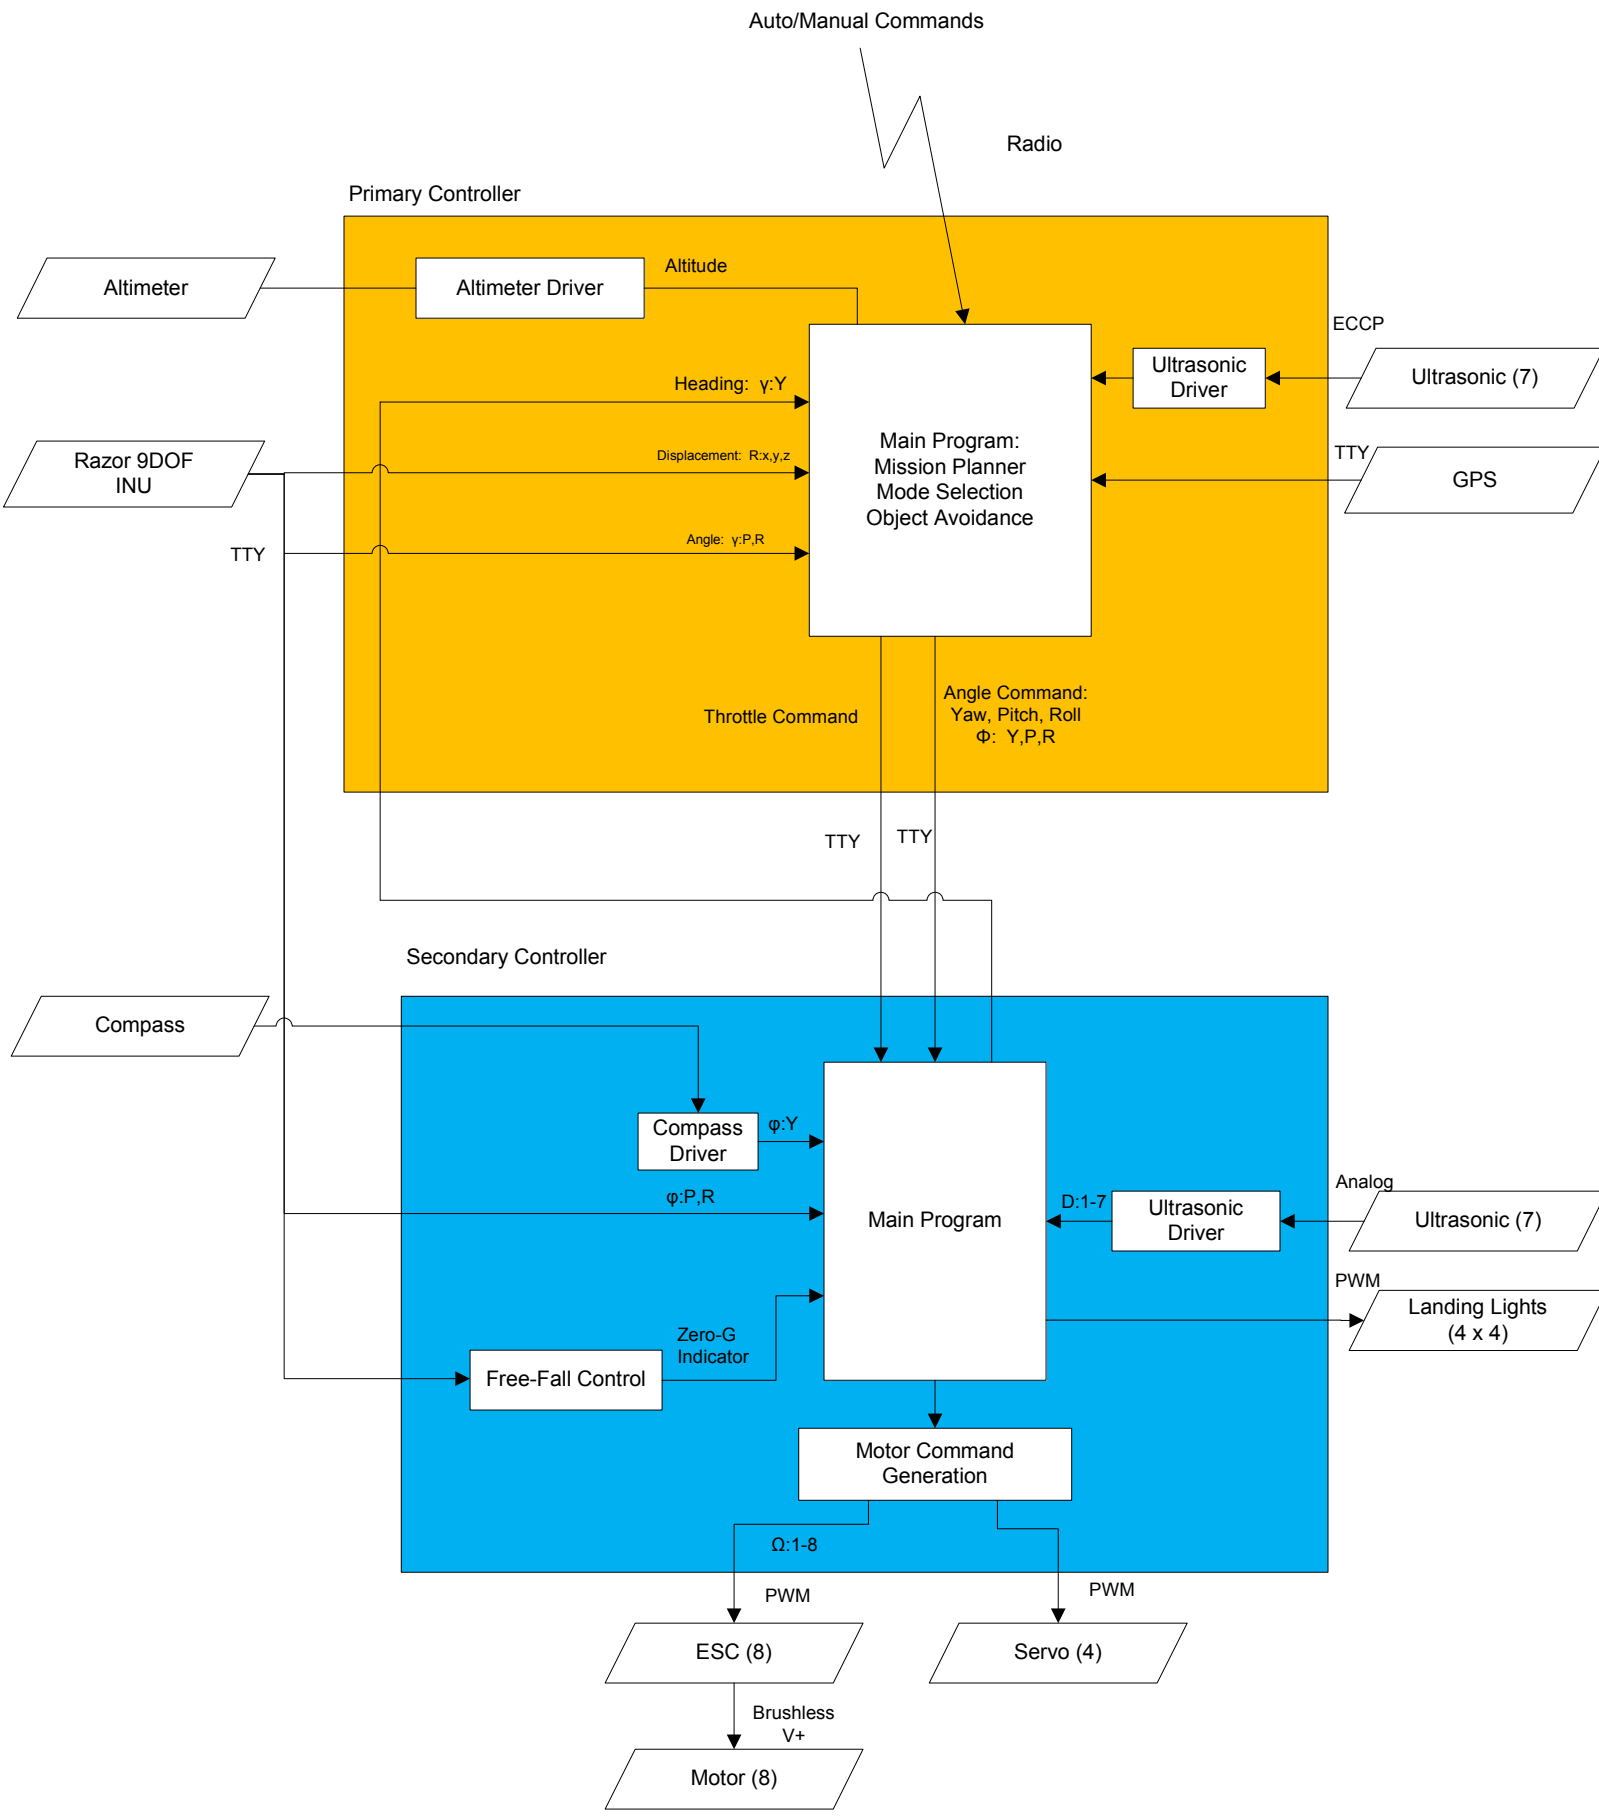 Auto/Manual Commands
Radio
Primary Controller
Altimeter
Altimeter Driver
Altitude
ECCP
Ultrasonic
Driver
Ultrasonic (7)
Heading:  γ:Y
Razor 9DOF
INU
Displacement:  R:x,y,z
Main Program:
Mission Planner
Mode Selection
Object Avoidance
TTY
GPS
TTY
Angle:  γ:P,R
Throttle Command
Angle Command:
Yaw, Pitch, Roll
Φ:  Y,P,R
TTY
TTY
Secondary Controller
Compass
Compass
Driver
φ:Y
φ:P,R
Main Program
D:1-7
Ultrasonic
Driver
Analog
Ultrasonic (7)
PWM
Landing Lights
(4 x 4)
Zero-G
Indicator
Free-Fall Control
Motor Command
Generation
Ω:1-8
PWM
PWM
ESC (8)
Servo (4)
Brushless
V+
Motor (8)